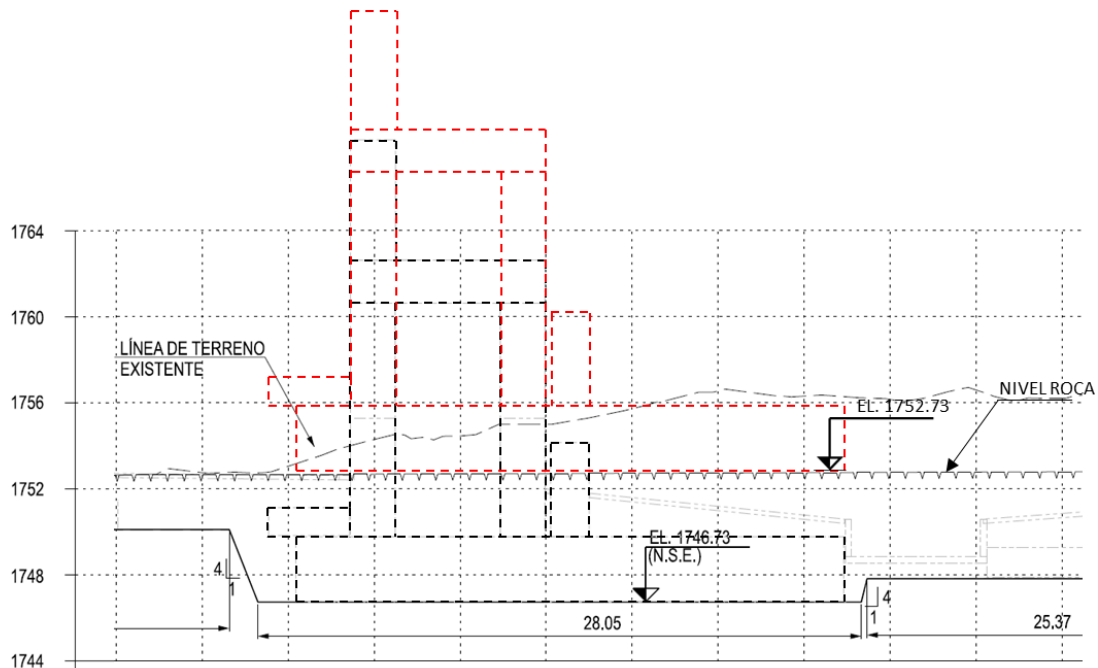 1764
1760
LÍNEA DE TERRENO
EXISTENTE
NIVEL ROCA
1756
EL. 1752.73
1752
EL. 1746.73
(N.S.E.)
1748
4
1
4
1
28.05
25.37
1744